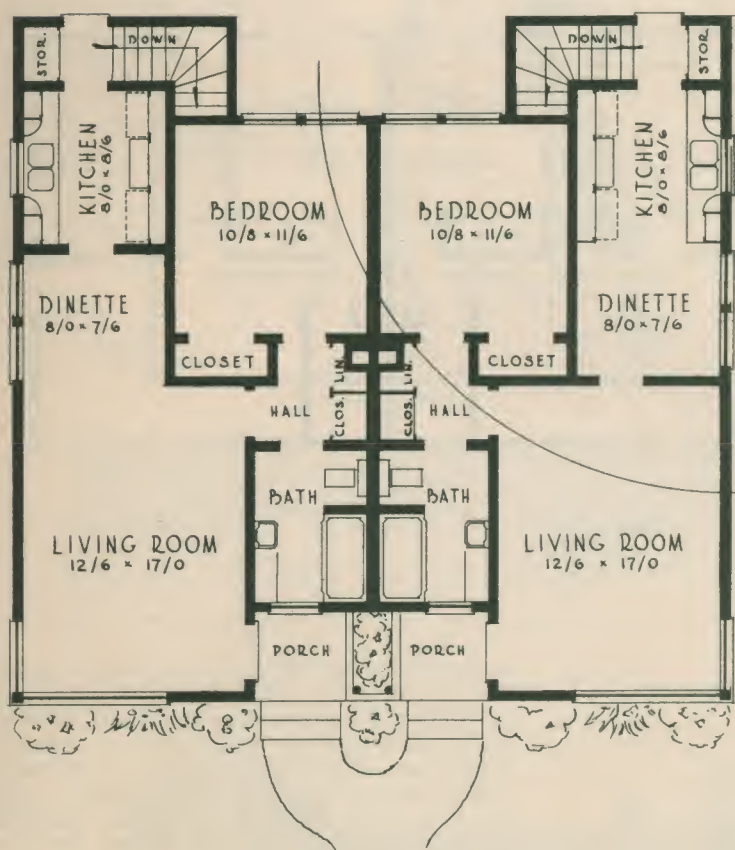 STOR.
DOWN
KITCHEN
8/0 x 8/6
BEDROOM
10/8 x 11/6
DINETTE
8/0 x 7/6
CLOSET
LIN.
CLOS.
HALL
BATH
LIVING ROOM
12/6 x 17/0
PORCH
DOWN
STOR.
KITCHEN
8/0 x 8/6
BEDROOM
10/8 x 11/6
DINETTE
8/0 x 7/6
CLOSET
LIN.
CLOS.
HALL
BATH
LIVING ROOM
12/6 x 17/0
PORCH